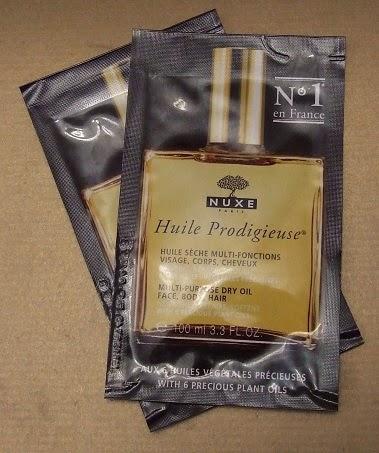 N°1
en France
NUXE
PARIS
Huile Prodigieuse®
HUILE SÈCHE MULTI-FONCTIONS
VISAGE, CORPS, CHEVEUX
MULTI-PURPOSE DRY OIL
FACE, BODY, HAIR
e 100 ml 3.3 FL.OZ.
AUX 6 HUILES VÉGÉTALES PRÉCIEUSES
WITH 6 PRECIOUS PLANT OILS